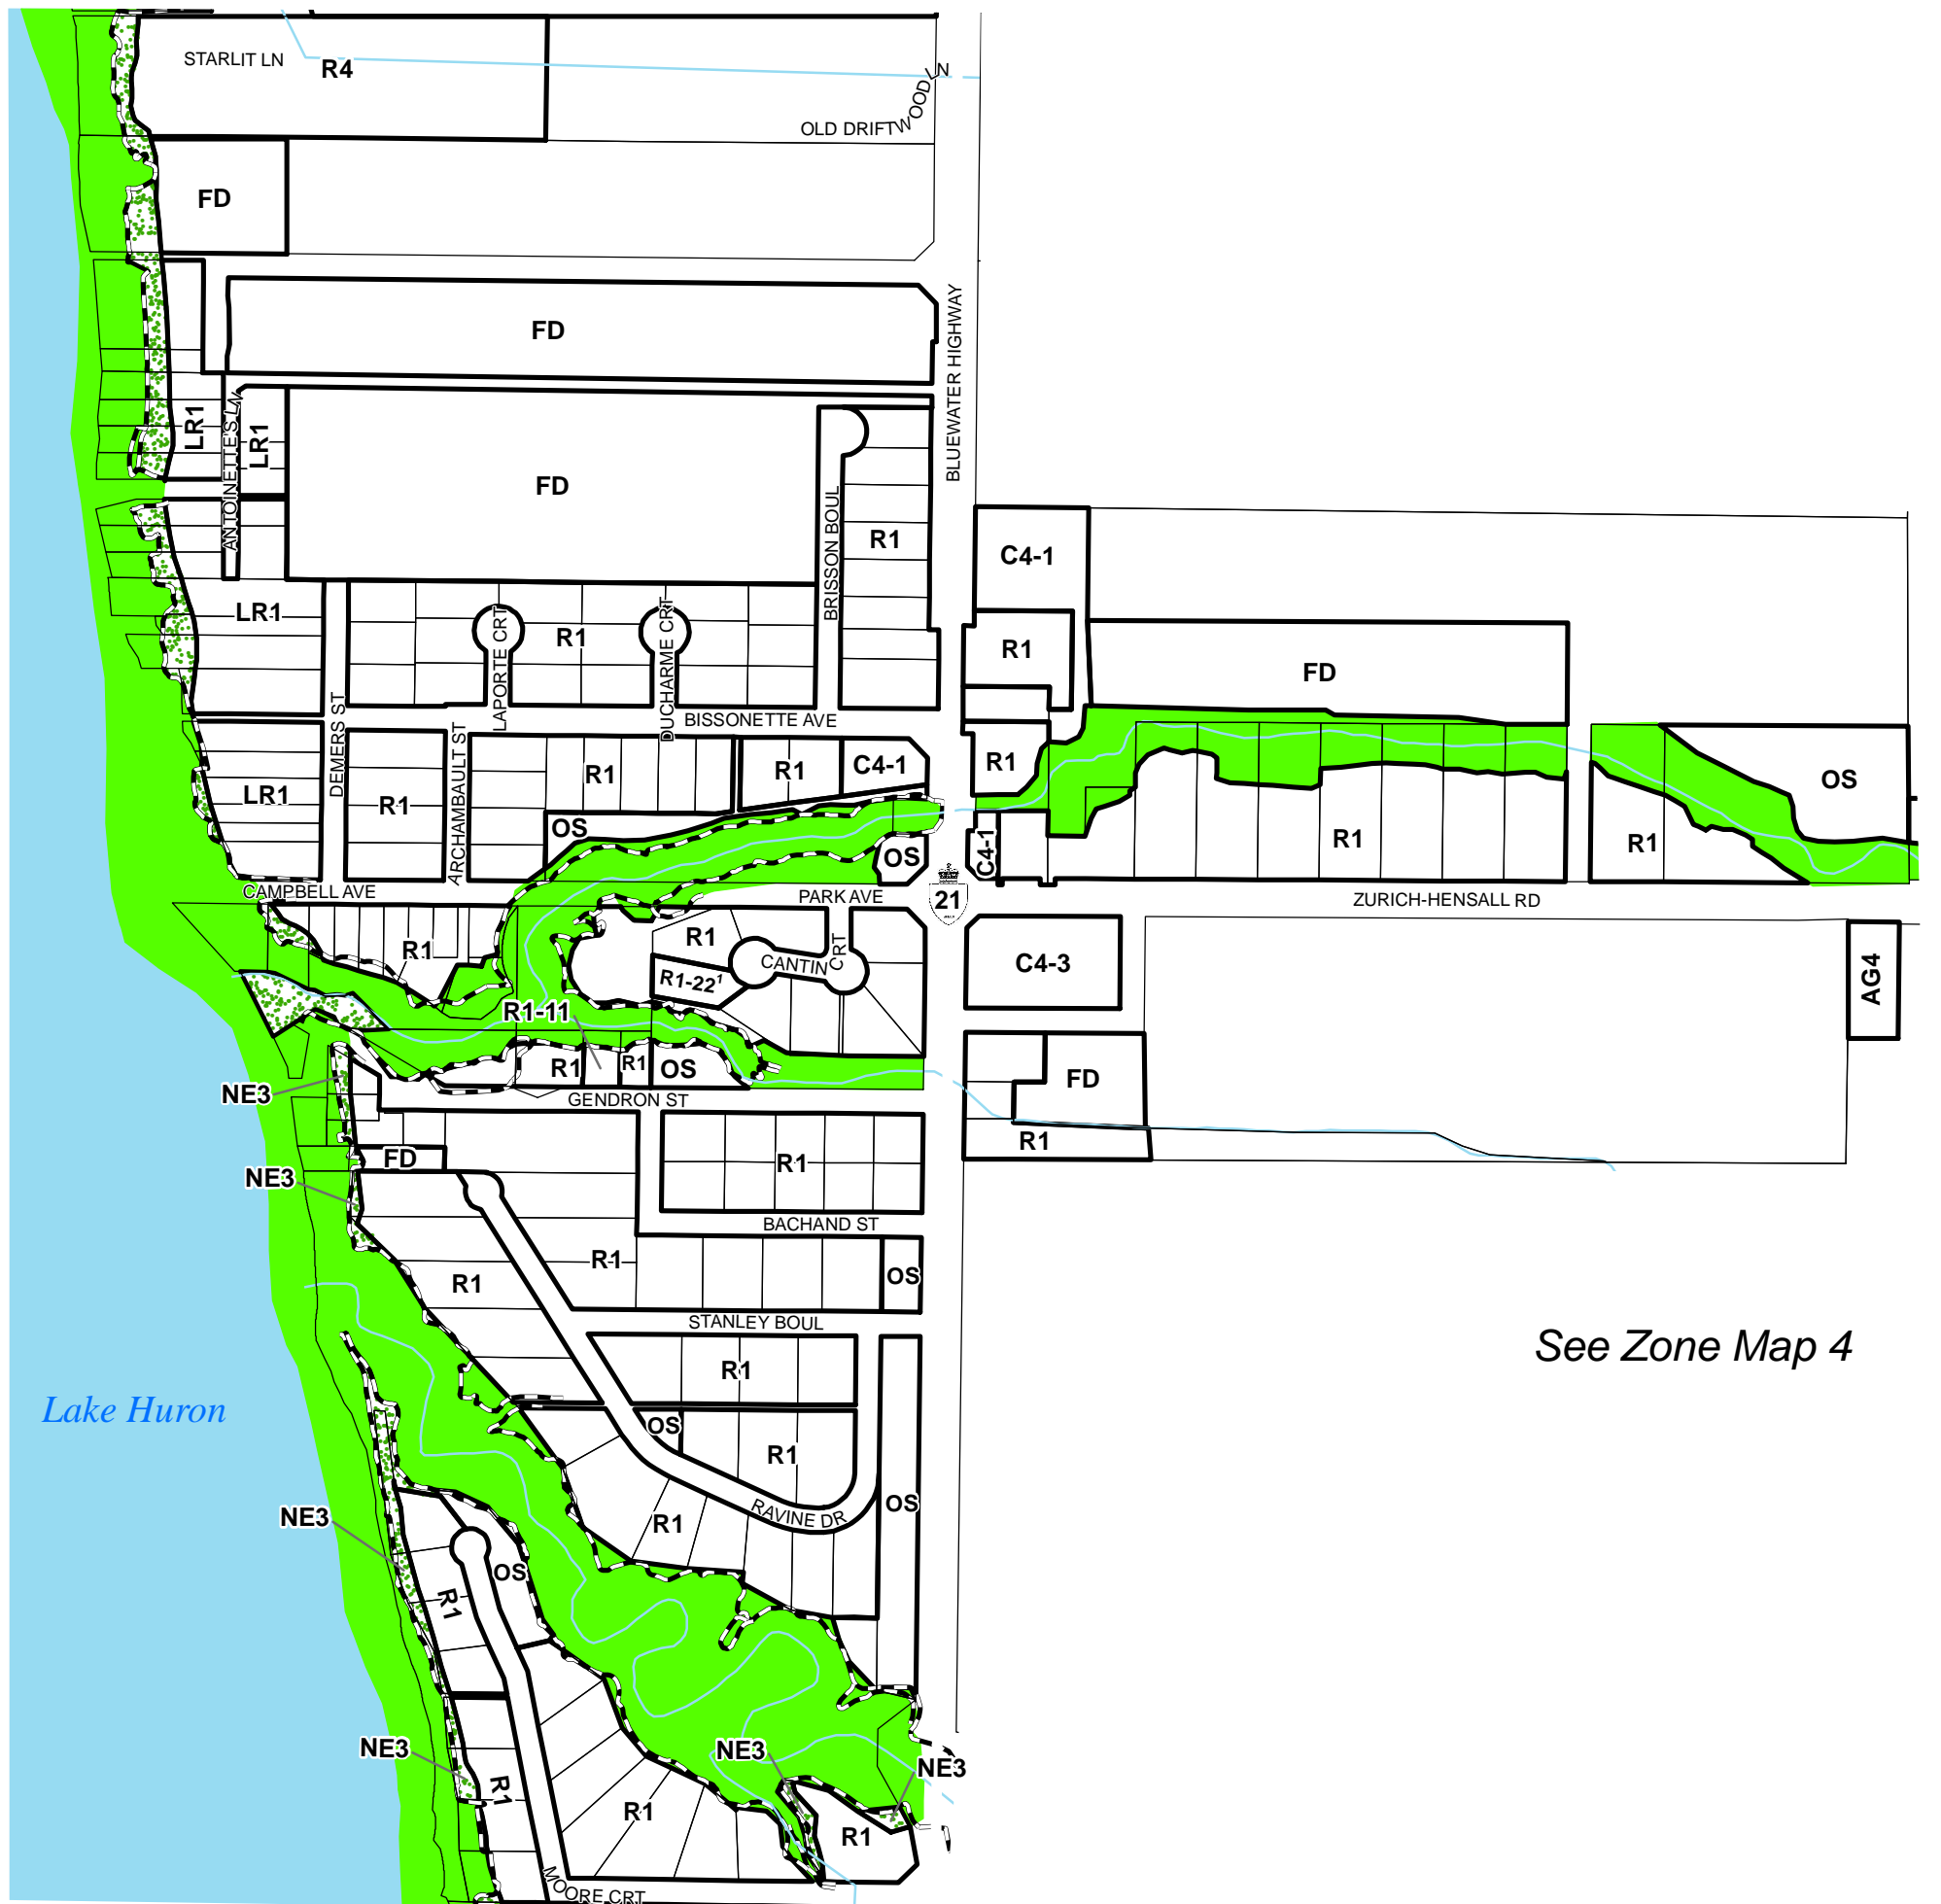 STARLIT LN
R4
OLD DRIFTWOOD LN
FD
FD
BLUEWATER HIGHWAY
LR1
ANTOINETTE'S LN
LR1
FD
BRISSON BOUL
R1
C4-1
LR1
LAPORTE CRT
R1
DUCHARME CRT
R1
FD
DEMERS ST
BISSONETTE AVE
ARCHAMBAULT ST
R1
R1
C4-1
R1
OS
LR1
R1
OS
OS
C4-1
R1
R1
CAMPBELL AVE
PARK AVE
21
ZURICH-HENSALL RD
R1
R1
CANTIN CRT
R1-22¹
C4-3
AG4
R1-11
R1
R1
OS
FD
NE3
GENDRON ST
R1
FD
R1
NE3
BACHAND ST
R1
R1
OS
STANLEY BOUL
See Zone Map 4
R1
Lake Huron
OS
R1
NE3
R1
RAVINE DR
OS
OS
R1
NE3
NE3
NE3
R1
R1
R1
MOORE CRT